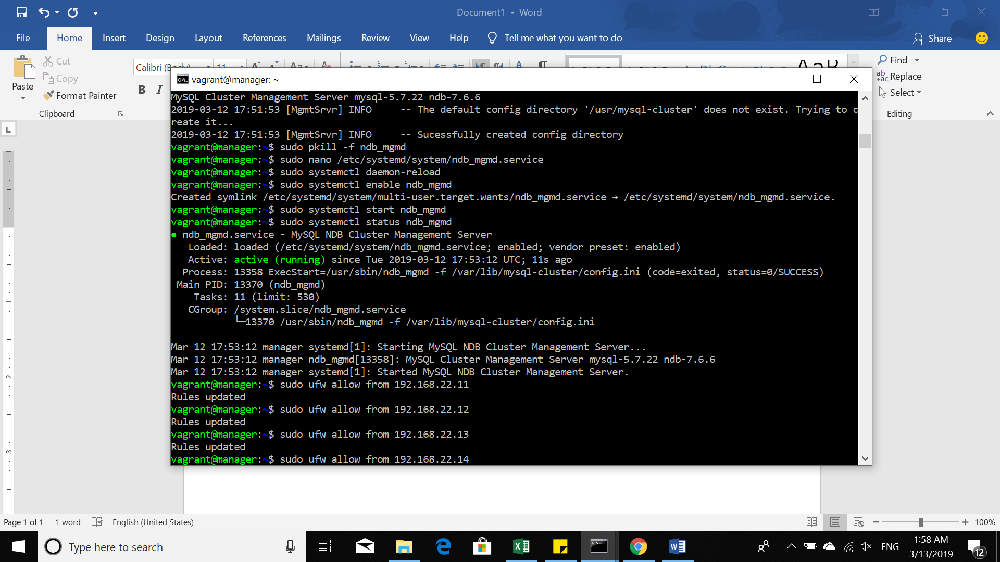 Document1 - Word
File Home Insert Design Layout References Mailings Review View Help Tell me what you want to do Share
Cut
Copy
Format Painter
Paste
Clipboard
Calibri (Body) 11
B I
Find
Replace
Select
Editing
vagrant@manager: ~
MySQL Cluster Management Server mysql-5.7.22 ndb-7.6.6
2019-03-12 17:51:53 [MgmtSrvr] INFO     -- The default config directory '/usr/mysql-cluster' does not exist. Trying to c
reate it...
2019-03-12 17:51:53 [MgmtSrvr] INFO     -- Sucessfully created config directory
vagrant@manager:~$ sudo pkill -f ndb_mgmd
vagrant@manager:~$ sudo nano /etc/systemd/system/ndb_mgmd.service
vagrant@manager:~$ sudo systemctl daemon-reload
vagrant@manager:~$ sudo systemctl enable ndb_mgmd
Created symlink /etc/systemd/system/multi-user.target.wants/ndb_mgmd.service → /etc/systemd/system/ndb_mgmd.service.
vagrant@manager:~$ sudo systemctl start ndb_mgmd
vagrant@manager:~$ sudo systemctl status ndb_mgmd
● ndb_mgmd.service - MySQL NDB Cluster Management Server
   Loaded: loaded (/etc/systemd/system/ndb_mgmd.service; enabled; vendor preset: enabled)
   Active: active (running) since Tue 2019-03-12 17:53:12 UTC; 11s ago
  Process: 13358 ExecStart=/usr/sbin/ndb_mgmd -f /var/lib/mysql-cluster/config.ini (code=exited, status=0/SUCCESS)
 Main PID: 13370 (ndb_mgmd)
    Tasks: 11 (limit: 530)
   CGroup: /system.slice/ndb_mgmd.service
           └─13370 /usr/sbin/ndb_mgmd -f /var/lib/mysql-cluster/config.ini
Mar 12 17:53:12 manager systemd[1]: Starting MySQL NDB Cluster Management Server...
Mar 12 17:53:12 manager ndb_mgmd[13358]: MySQL Cluster Management Server mysql-5.7.22 ndb-7.6.6
Mar 12 17:53:12 manager systemd[1]: Started MySQL NDB Cluster Management Server.
vagrant@manager:~$ sudo ufw allow from 192.168.22.11
Rules updated
vagrant@manager:~$ sudo ufw allow from 192.168.22.12
Rules updated
vagrant@manager:~$ sudo ufw allow from 192.168.22.13
Rules updated
vagrant@manager:~$ sudo ufw allow from 192.168.22.14
Page 1 of 1 1 word English (United States) 100%
Type here to search
ENG
1:58 AM
3/13/2019
12